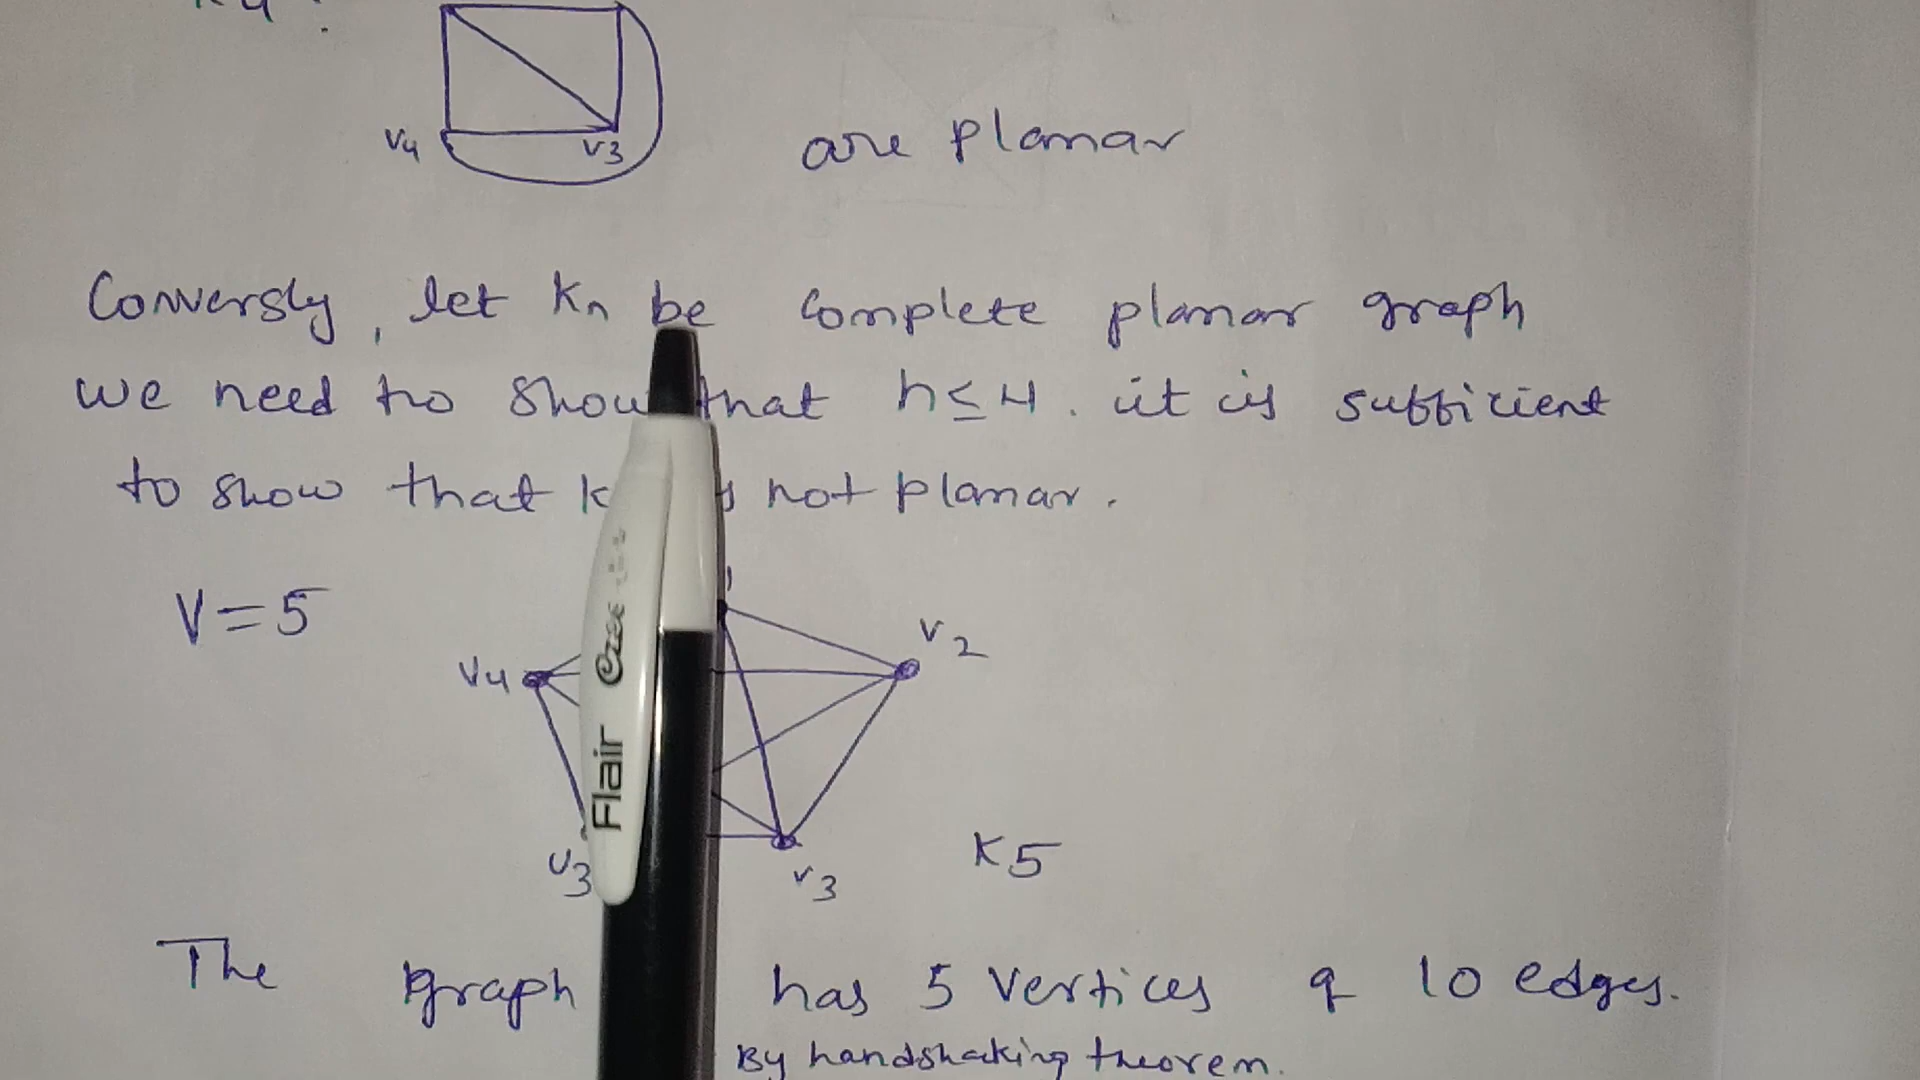 K4 :
V4 V3 are planar
Conversly, let Kn be complete planar graph
we need to show that n≤4. it is sufficient
to show that K not planar.
V=5
V2
V4
Flair
V3
V3
K5
The graph has 5 vertices & 10 edges.
By handshaking theorem.